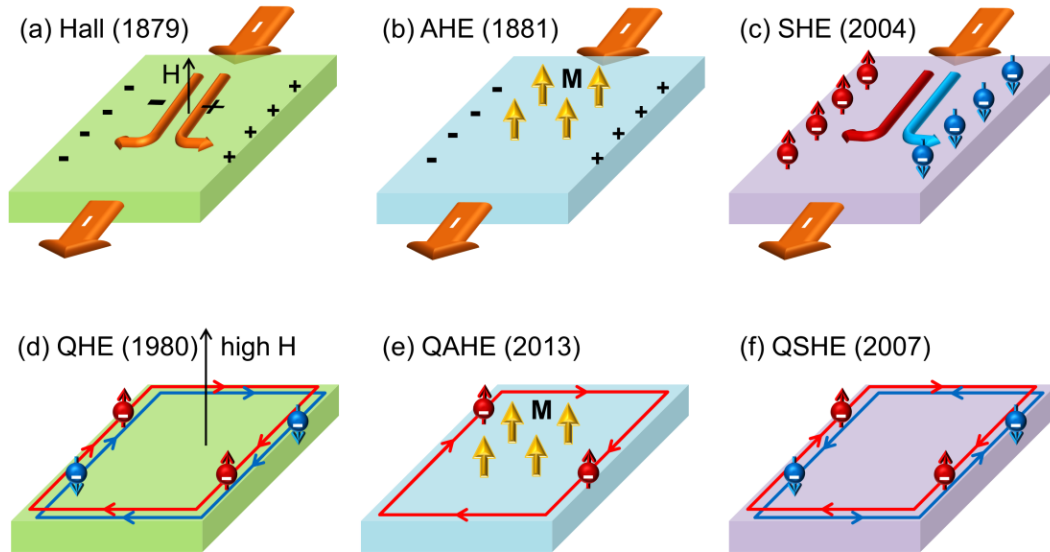 (a) Hall (1879)
H
(b) AHE (1881)
M
(c) SHE (2004)
(d) QHE (1980)
high H
(e) QAHE (2013)
M
(f) QSHE (2007)